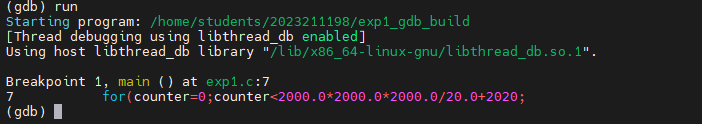 (gdb) run
Starting program: /home/students/2023211198/exp1_gdb_build
[Thread debugging using libthread_db enabled]
Using host libthread_db library "/lib/x86_64-linux-gnu/libthread_db.so.1".

Breakpoint 1, main () at exp1.c:7
7           for(counter=0;counter<2000.0*2000.0*2000.0/20.0+2020;
(gdb)